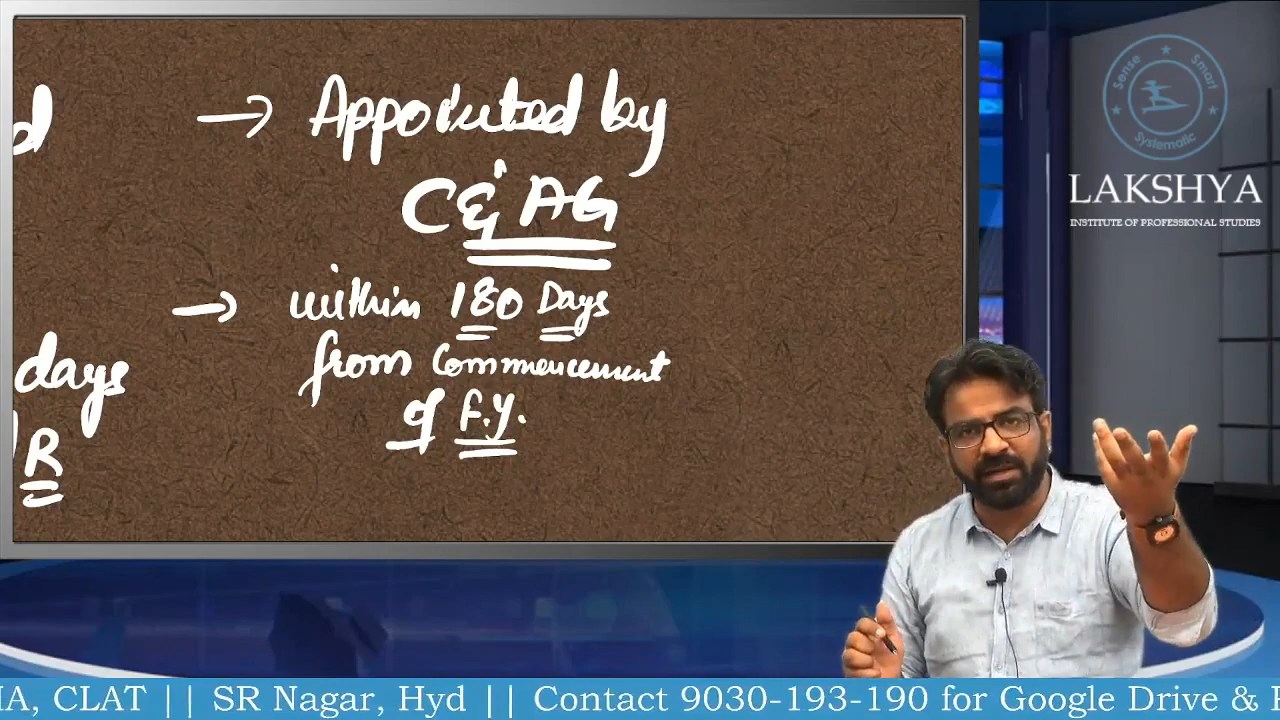 d → Appointed by
C & AG
→ within 180 Days
days from Commencement
R of F.Y.
Sense Smart
Systematic
LAKSHYA
INSTITUTE OF PROFESSIONAL STUDIES
IA, CLAT || SR Nagar, Hyd || Contact 9030-193-190 for Google Drive &